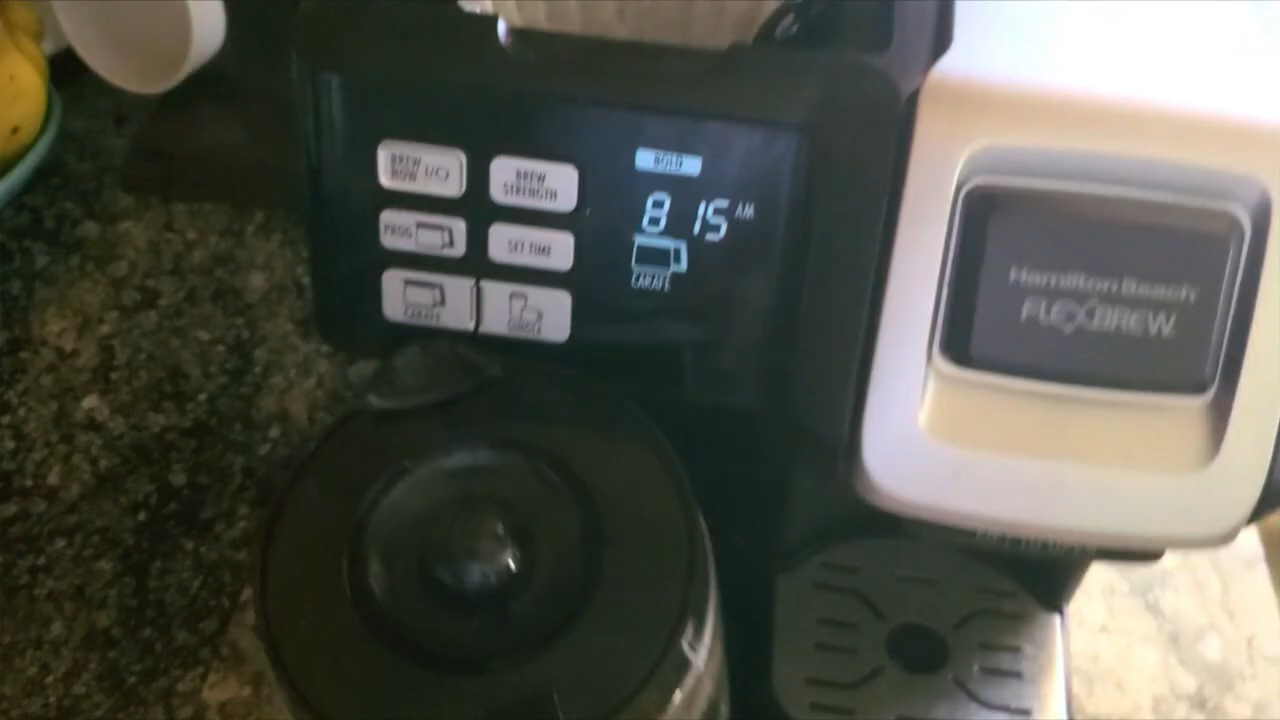 BREW
NOW I/O
BREW
STRENGTH
PROG
SET TIME
CARAFE
SINGLE
BOLD
8 15 AM
CARAFE
Hamilton Beach
FLEXBREW